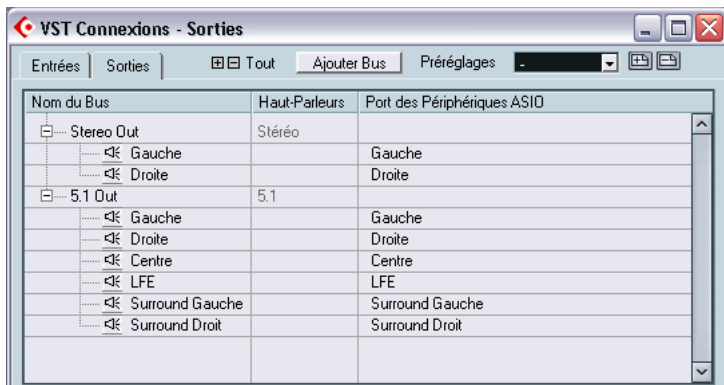 VST Connexions - Sorties
Entrées Sorties Tout Ajouter Bus Préréglages -
Nom du Bus Haut-Parleurs Port des Périphériques ASIO
Stereo Out Stéréo
Gauche Gauche
Droite Droite
5.1 Out 5.1
Gauche Gauche
Droite Droite
Centre Centre
LFE LFE
Surround Gauche Surround Gauche
Surround Droit Surround Droit